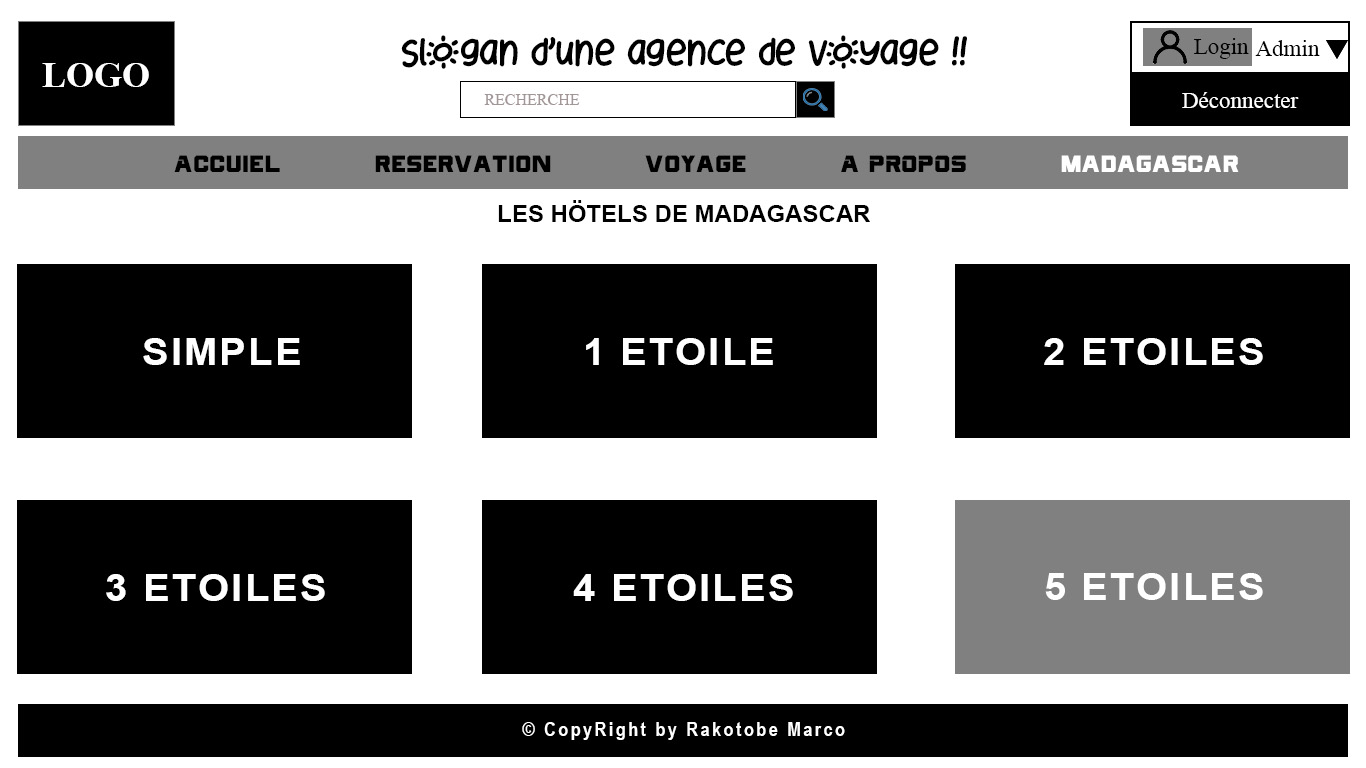 LOGO
slogan d'une agence de voyage !!
RECHERCHE
Login Admin
Déconnecter
ACCUIEL RESERVATION VOYAGE A PROPOS MADAGASCAR
LES HÖTELS DE MADAGASCAR
SIMPLE 1 ETOILE 2 ETOILES
3 ETOILES 4 ETOILES 5 ETOILES
© CopyRight by Rakotobe Marco